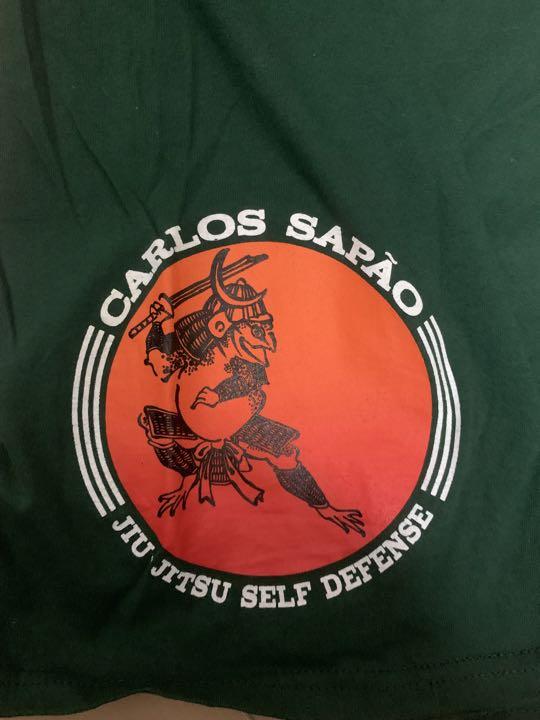 CARLOS SAPÃO
JIU JITSU SELF DEFENSE